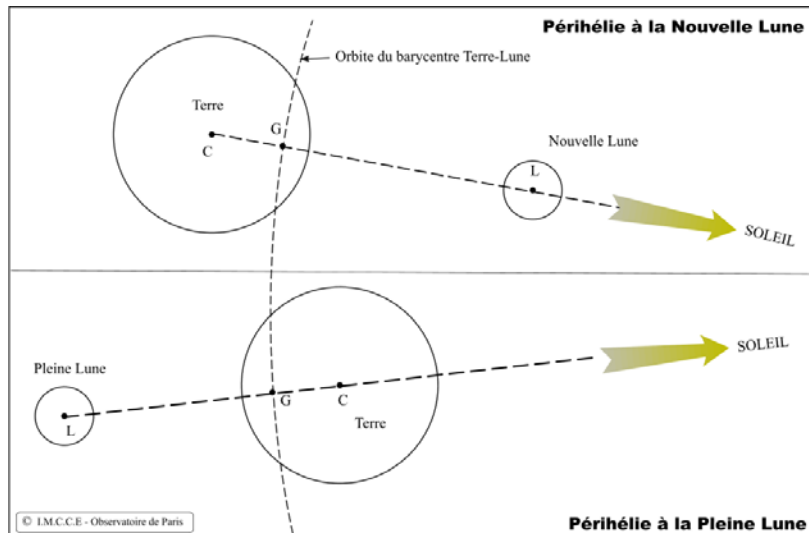 Périhélie à la Nouvelle Lune
Orbite du barycentre Terre-Lune
Terre
G
C
Nouvelle Lune
L
SOLEIL
Pleine Lune
SOLEIL
L
G
C
Terre
© I.M.C.C.E - Observatoire de Paris
Périhélie à la Pleine Lune